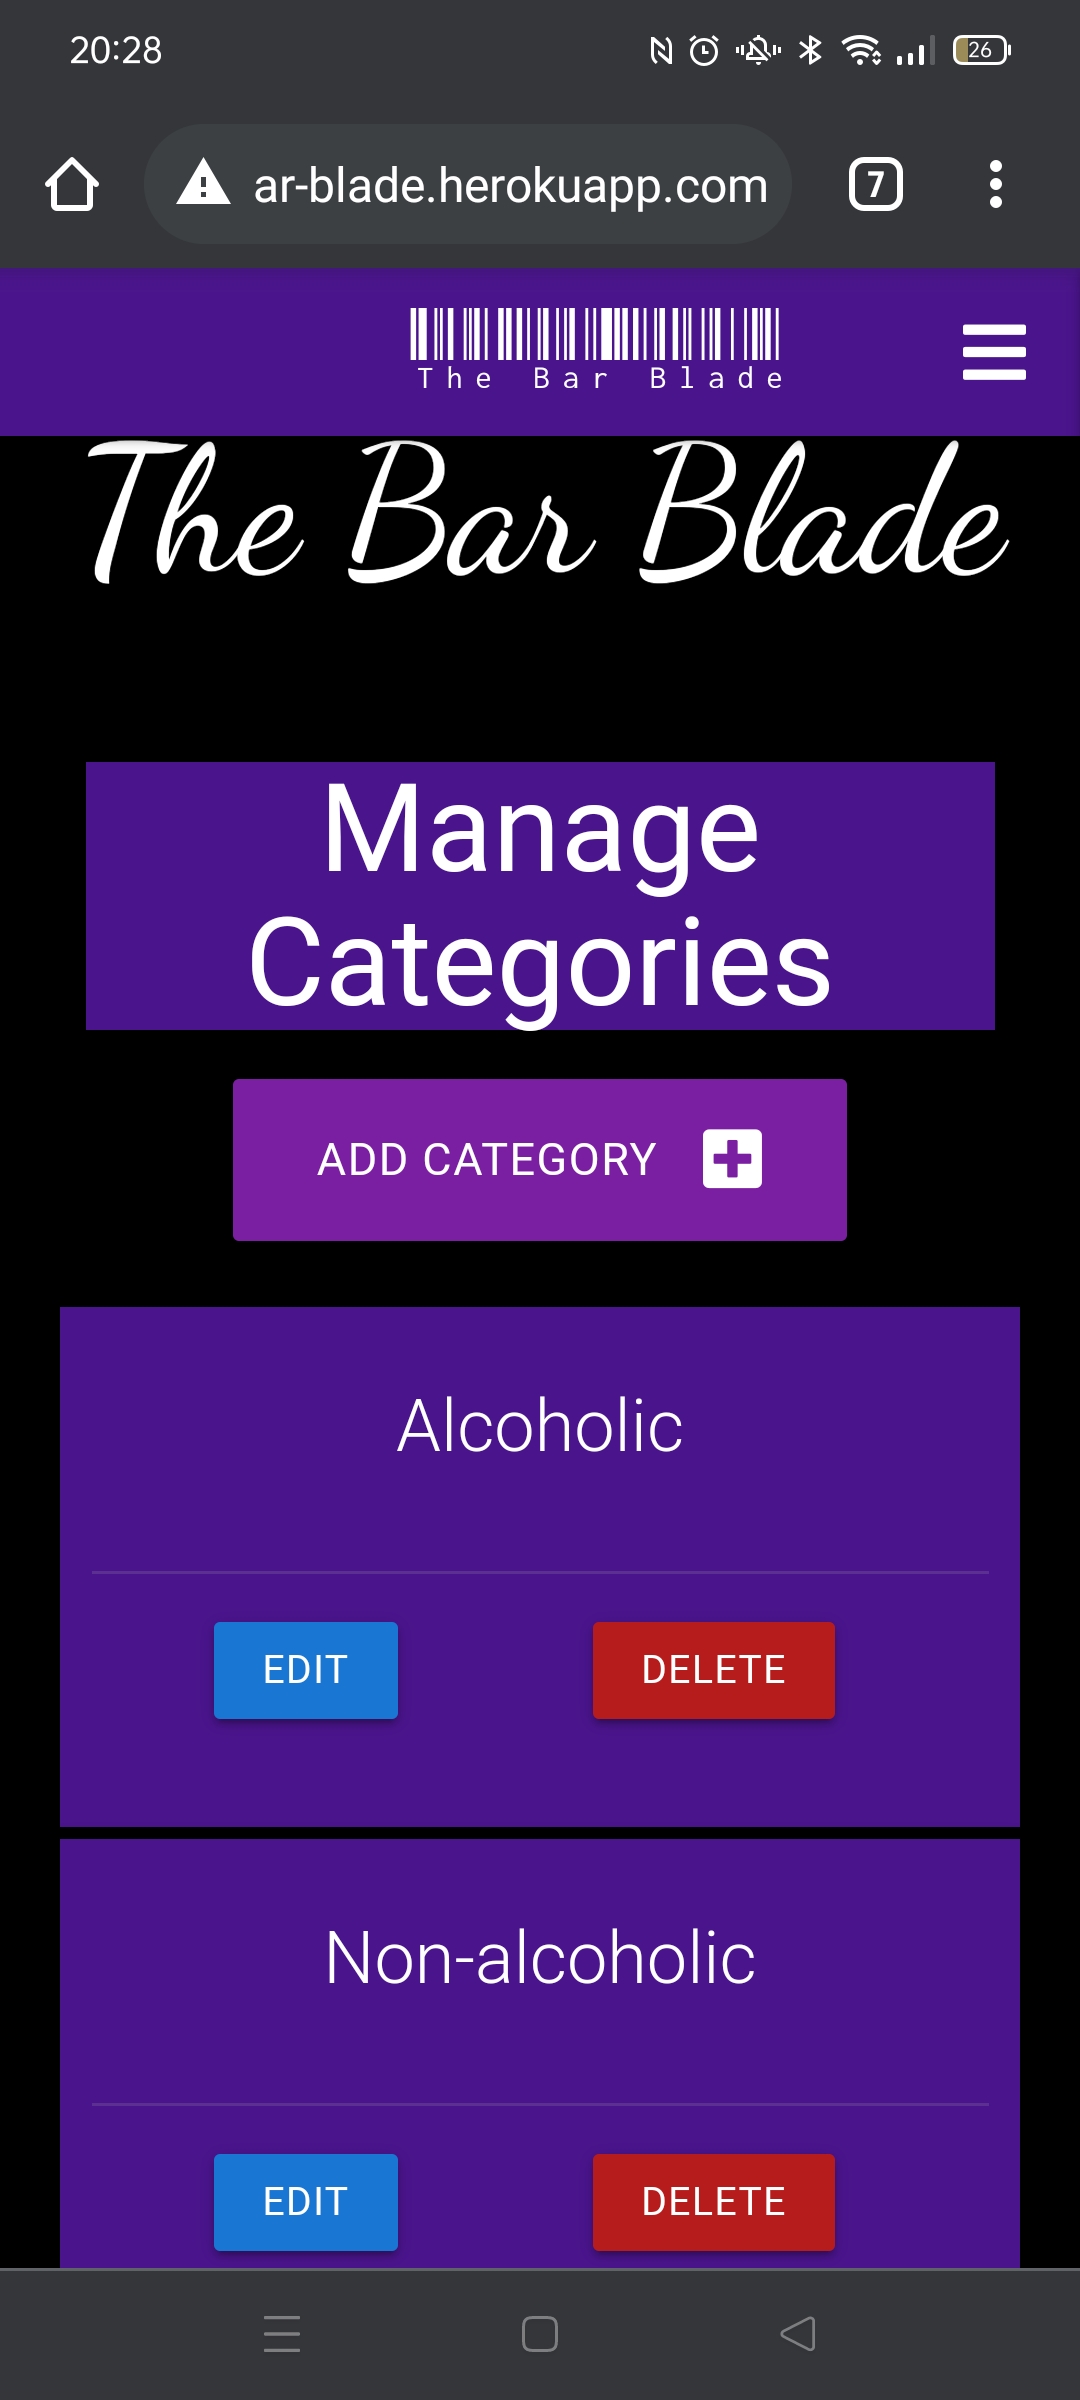 20:28
26
ar-blade.herokuapp.com
7
The Bar Blade
The Bar Blade
Manage
Categories
ADD CATEGORY
Alcoholic
EDIT DELETE
Non-alcoholic
EDIT DELETE